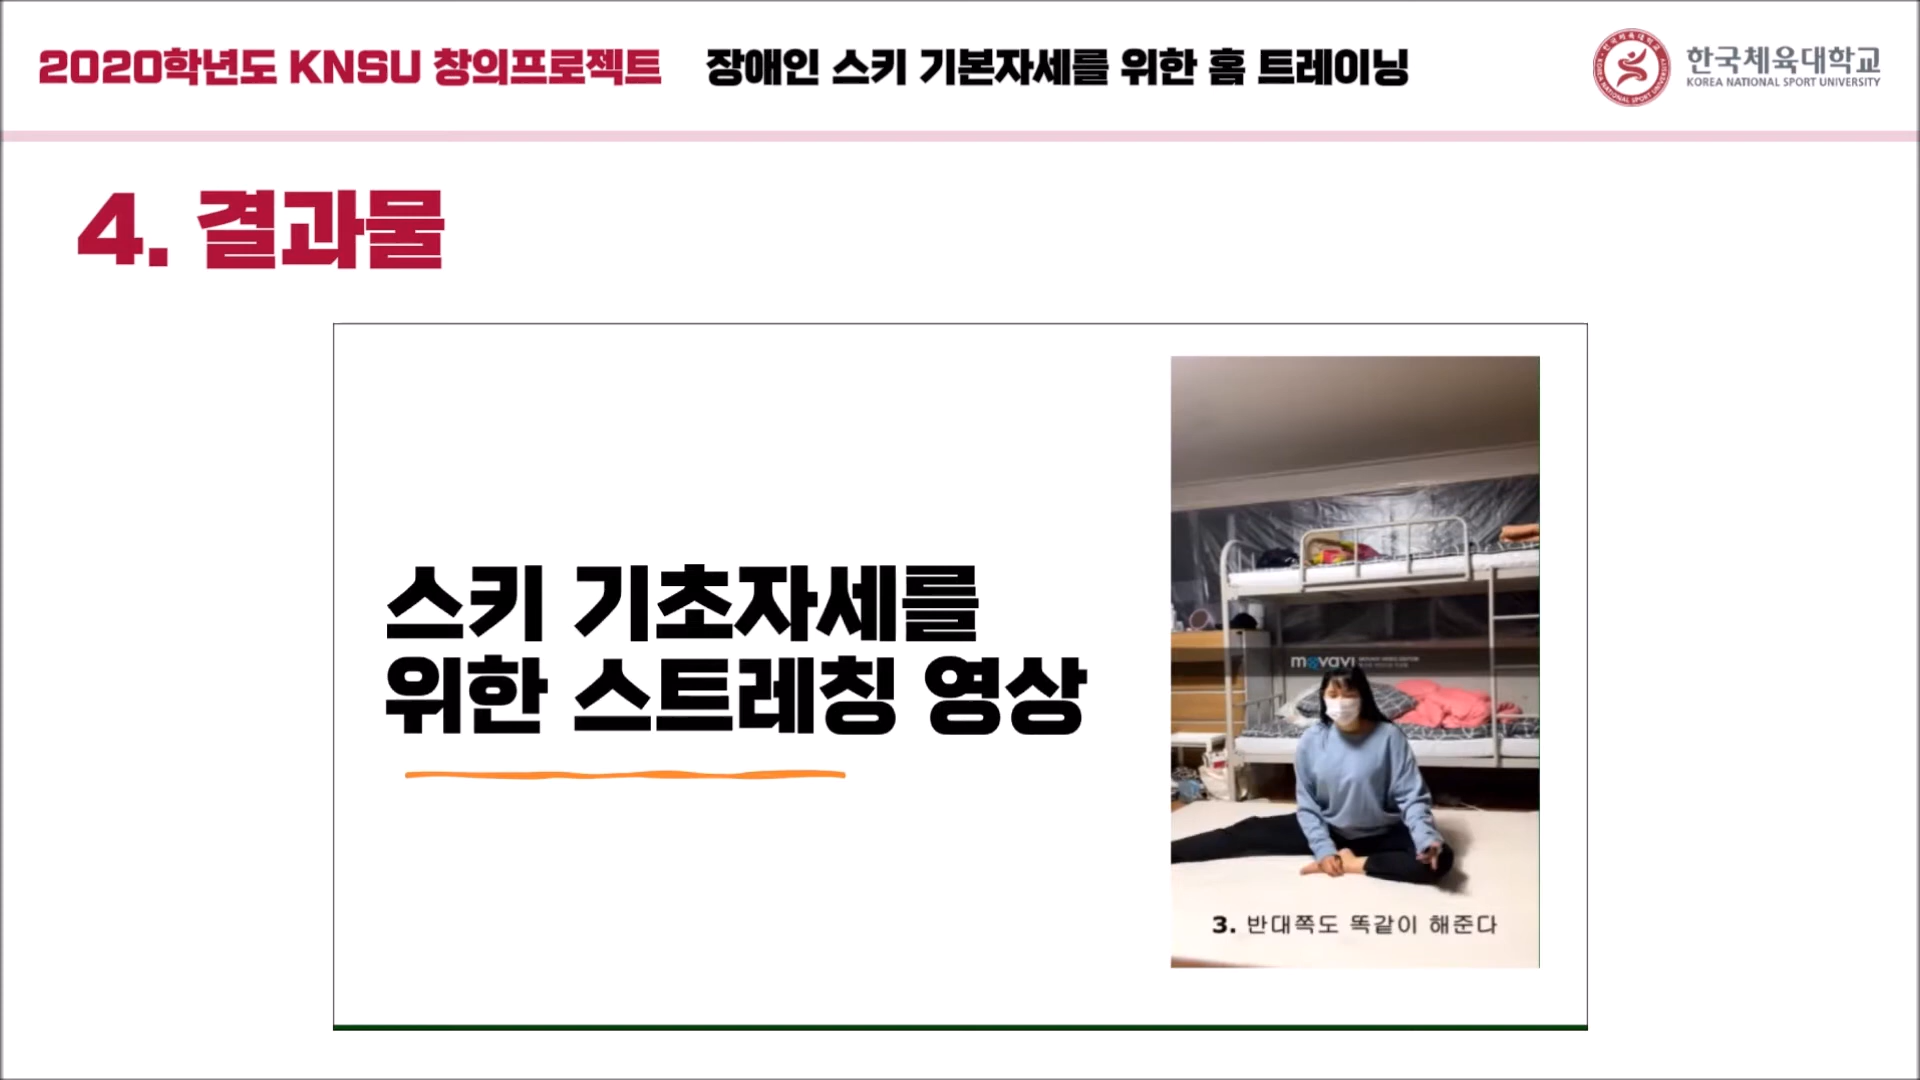 2020학년도 KNSU 창의프로젝트 장애인 스키 기본자세를 위한 홈 트레이닝
한국체육대학교
KOREA NATIONAL SPORT UNIVERSITY
4. 결과물
스키 기초자세를
위한 스트레칭 영상
movavi
3. 반대쪽도 똑같이 해준다